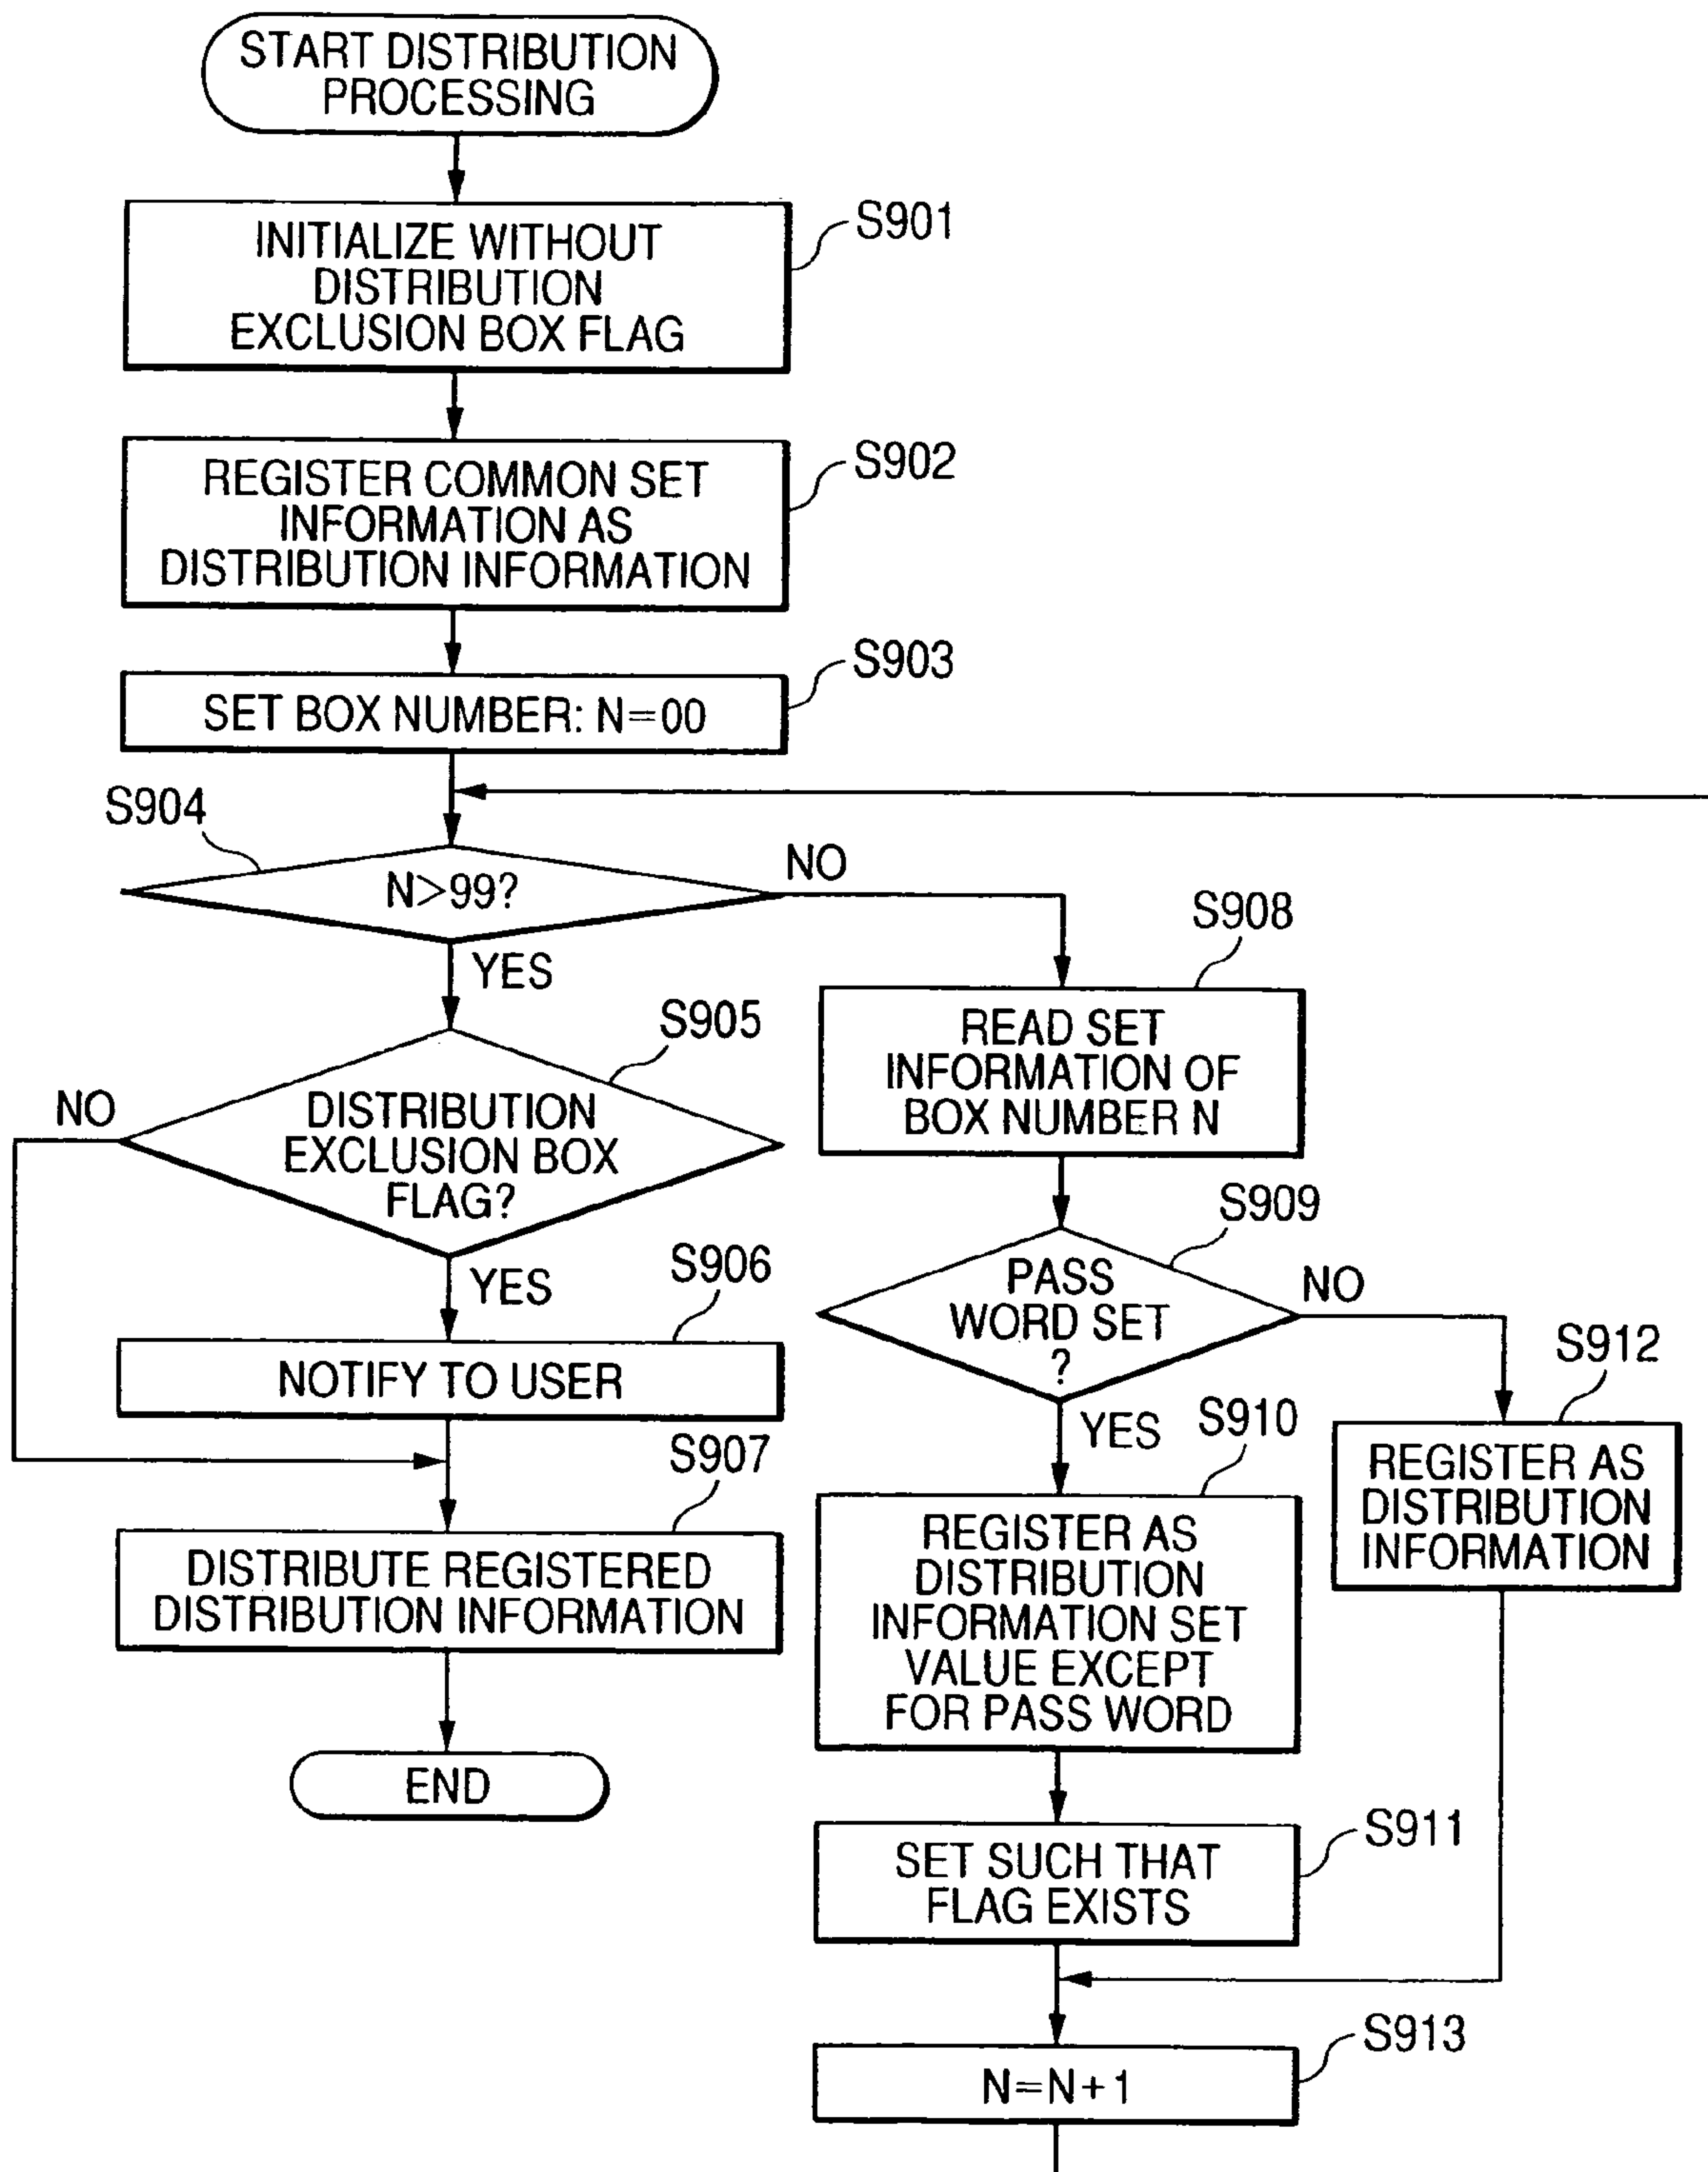 START DISTRIBUTION
PROCESSING
S901
INITIALIZE WITHOUT
DISTRIBUTION
EXCLUSION BOX FLAG
S902
REGISTER COMMON SET
INFORMATION AS
DISTRIBUTION INFORMATION
S903
SET BOX NUMBER: N=00
S904
N>99?
NO
YES
S905
DISTRIBUTION
EXCLUSION BOX
FLAG?
NO
YES
S906
NOTIFY TO USER
S907
DISTRIBUTE REGISTERED
DISTRIBUTION INFORMATION
END
S908
READ SET
INFORMATION OF
BOX NUMBER N
S909
PASS
WORD SET
?
NO
YES
S912
REGISTER AS
DISTRIBUTION
INFORMATION
S910
REGISTER AS
DISTRIBUTION
INFORMATION SET
VALUE EXCEPT
FOR PASS WORD
S911
SET SUCH THAT
FLAG EXISTS
S913
N=N+1